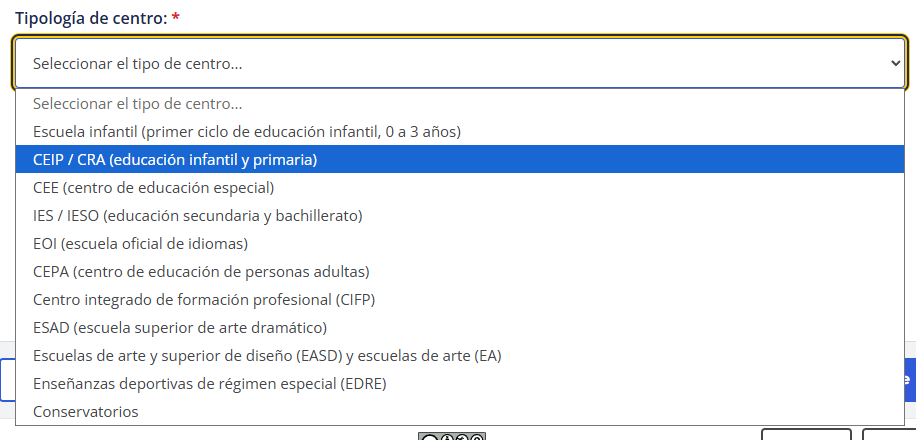 Tipología de centro: *
Seleccionar el tipo de centro...
Seleccionar el tipo de centro...
Escuela infantil (primer ciclo de educación infantil, 0 a 3 años)
CEIP / CRA (educación infantil y primaria)
CEE (centro de educación especial)
IES / IESO (educación secundaria y bachillerato)
EOI (escuela oficial de idiomas)
CEPA (centro de educación de personas adultas)
Centro integrado de formación profesional (CIFP)
ESAD (escuela superior de arte dramático)
Escuelas de arte y superior de diseño (EASD) y escuelas de arte (EA)
Enseñanzas deportivas de régimen especial (EDRE)
Conservatorios